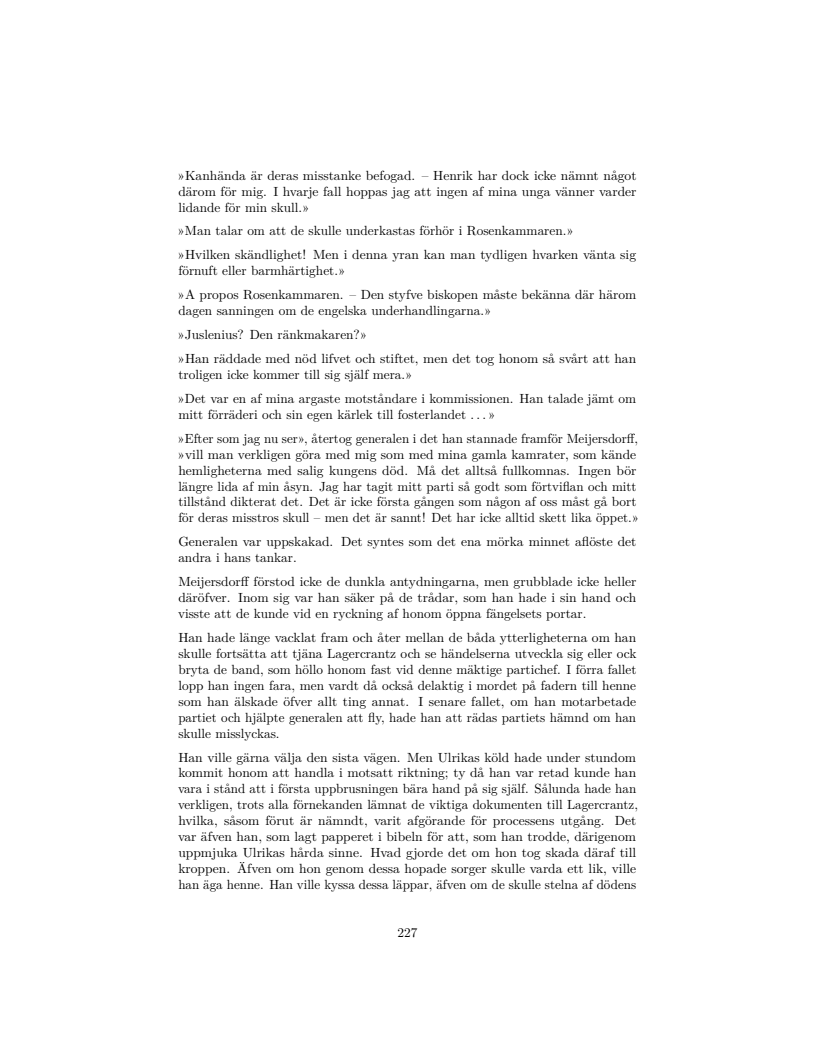 »Kanhända är deras misstanke befogad. – Henrik har dock icke nämnt något
därom för mig. I hvarje fall hoppas jag att ingen af mina unga vänner varder
lidande för min skull.»
»Man talar om att de skulle underkastas förhör i Rosenkammaren.»
»Hvilken skändlighet! Men i denna yran kan man tydligen hvarken vänta sig
förnuft eller barmhärtighet.»
»A propos Rosenkammaren. – Den styfve biskopen måste bekänna där härom
dagen sanningen om de engelska underhandlingarna.»
»Juslenius? Den ränkmakaren?»
»Han räddade med nöd lifvet och stiftet, men det tog honom så svårt att han
troligen icke kommer till sig själf mera.»
»Det var en af mina argaste motståndare i kommissionen. Han talade jämt om
mitt förräderi och sin egen kärlek till fosterlandet . . . »
»Efter som jag nu ser», återtog generalen i det han stannade framför Meijersdorff,
»vill man verkligen göra med mig som med mina gamla kamrater, som kände
hemligheterna med salig kungens död. Må det alltså fullkomnas. Ingen bör
längre lida af min åsyn. Jag har tagit mitt parti så godt som förtviflan och mitt
tillstånd dikterat det. Det är icke första gången som någon af oss måst gå bort
för deras misstros skull – men det är sannt! Det har icke alltid skett lika öppet.»
Generalen var uppskakad. Det syntes som det ena mörka minnet aflöste det
andra i hans tankar.
Meijersdorff förstod icke de dunkla antydningarna, men grubblade icke heller
däröfver. Inom sig var han säker på de trådar, som han hade i sin hand och
visste att de kunde vid en ryckning af honom öppna fängelsets portar.
Han hade länge vacklat fram och åter mellan de båda ytterligheterna om han
skulle fortsätta att tjäna Lagercrantz och se händelserna utveckla sig eller ock
bryta de band, som höllo honom fast vid denne mäktige partichef. I förra fallet
lopp han ingen fara, men vardt då också delaktig i mordet på fadern till henne
som han älskade öfver allt ting annat. I senare fallet, om han motarbetade
partiet och hjälpte generalen att fly, hade han att rädas partiets hämnd om han
skulle misslyckas.
Han ville gärna välja den sista vägen. Men Ulrikas köld hade under stundom
kommit honom att handla i motsatt riktning; ty då han var retad kunde han
vara i stånd att i första uppbrusningen bära hand på sig själf. Sålunda hade han
verkligen, trots alla förnekanden lämnat de viktiga dokumenten till Lagercrantz,
hvilka, såsom förut är nämndt, varit afgörande för processens utgång. Det
var äfven han, som lagt papperet i bibeln för att, som han trodde, därigenom
uppmjuka Ulrikas hårda sinne. Hvad gjorde det om hon tog skada däraf till
kroppen. Äfven om hon genom dessa hopade sorger skulle varda ett lik, ville
han äga henne. Han ville kyssa dessa läppar, äfven om de skulle stelna af dödens
227